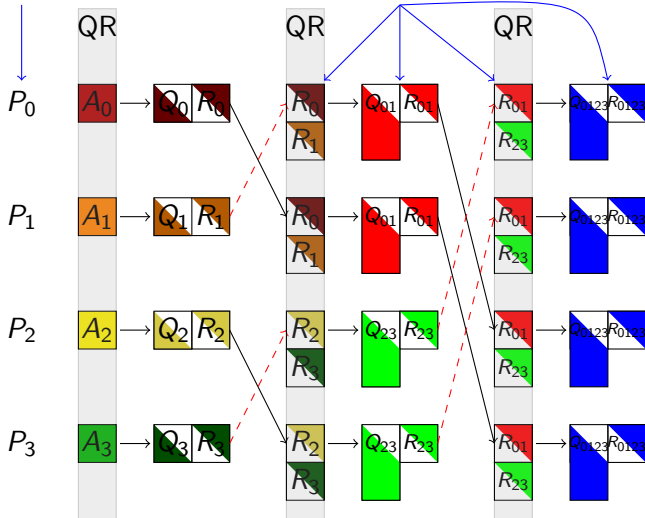 QR QR QR
P0 A0 Q0 R0 R0 Q01 R01 R01 Q0123 R0123
R1 R23
P1 A1 Q1 R1 R0 Q01 R01 R01 Q0123 R0123
R1 R23
P2 A2 Q2 R2 R2 Q23 R23 R01 Q0123 R0123
R3 R23
P3 A3 Q3 R3 R2 Q23 R23 R01 Q0123 R0123
R3 R23